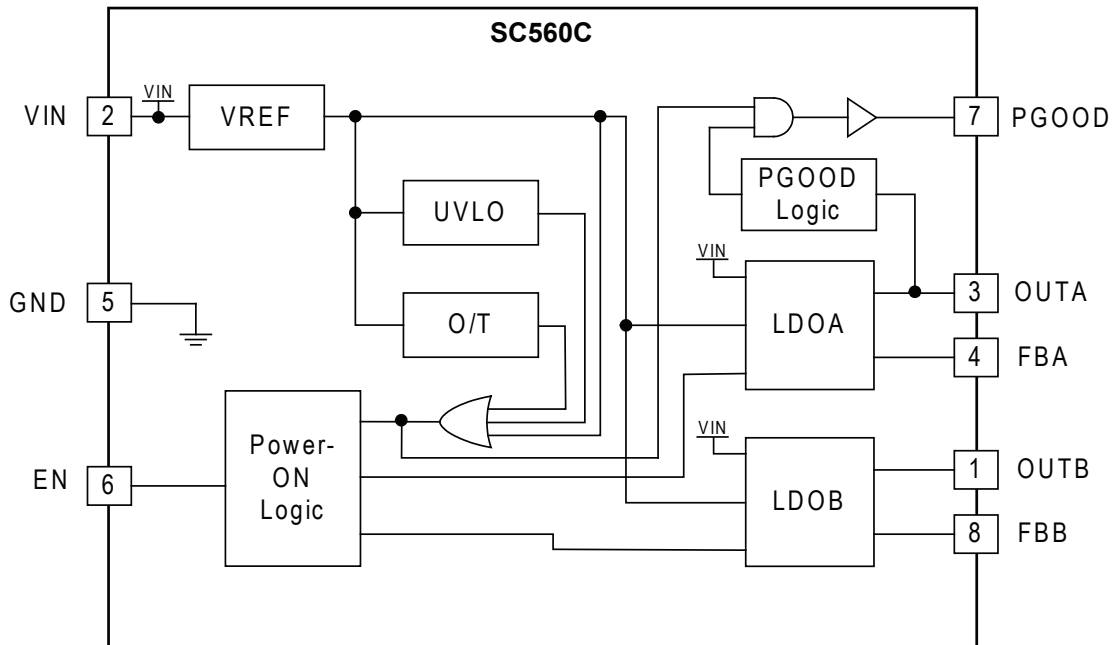 SC560C
VIN
2
VIN
VREF
7
PGOOD
PGOOD
Logic
UVLO
VIN
GND
5
3
OUTA
O/T
LDOA
4
FBA
VIN
Power-
ON
Logic
EN
6
1
OUTB
LDOB
8
FBB